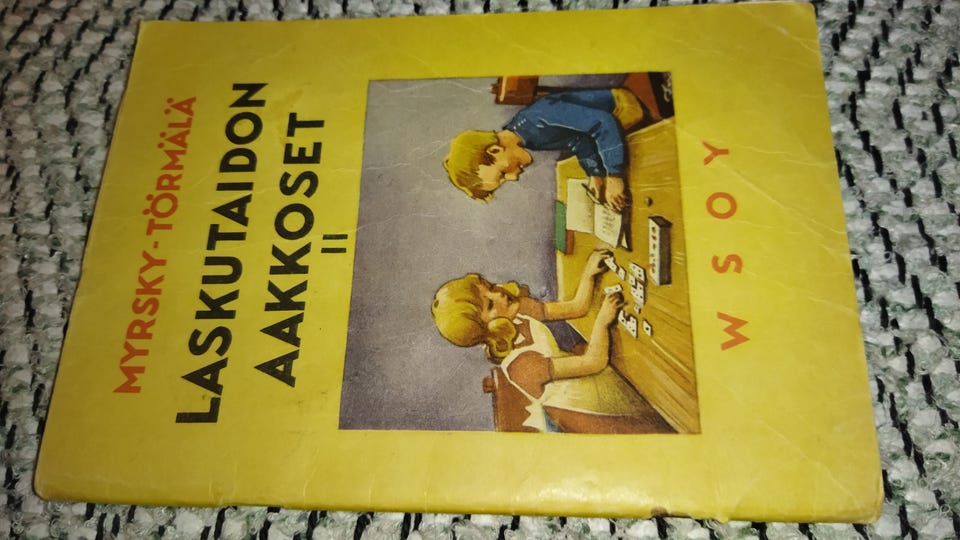 MYRSKY-TÖRMÄLÄ
LASKUTAIDON
AAKKOSET
II
WSOY